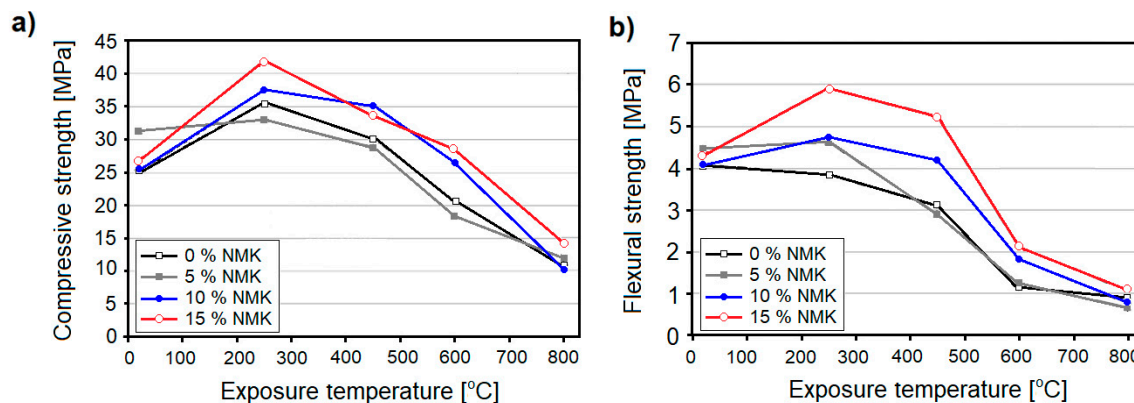 a)
Compressive strength [MPa]
45
40
35
30
25
20
15
10
5
0
0 % NMK
5 % NMK
10 % NMK
15 % NMK
0 100 200 300 400 500 600 700 800
Exposure temperature [°C]
b)
Flexural strength [MPa]
7
6
5
4
3
2
1
0
0 % NMK
5 % NMK
10 % NMK
15 % NMK
0 100 200 300 400 500 600 700 800
Exposure temperature [°C]